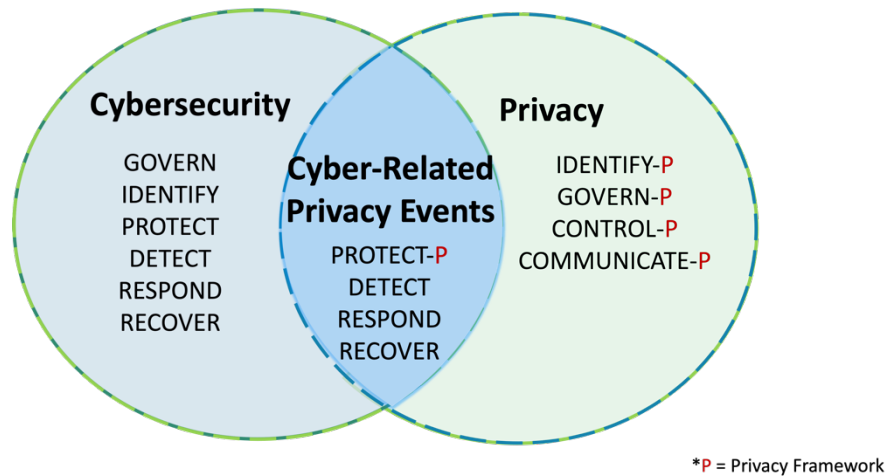 Cybersecurity
GOVERN
IDENTIFY
PROTECT
DETECT
RESPOND
RECOVER
Cyber-Related
Privacy Events
PROTECT-P
DETECT
RESPOND
RECOVER
Privacy
IDENTIFY-P
GOVERN-P
CONTROL-P
COMMUNICATE-P
*P = Privacy Framework